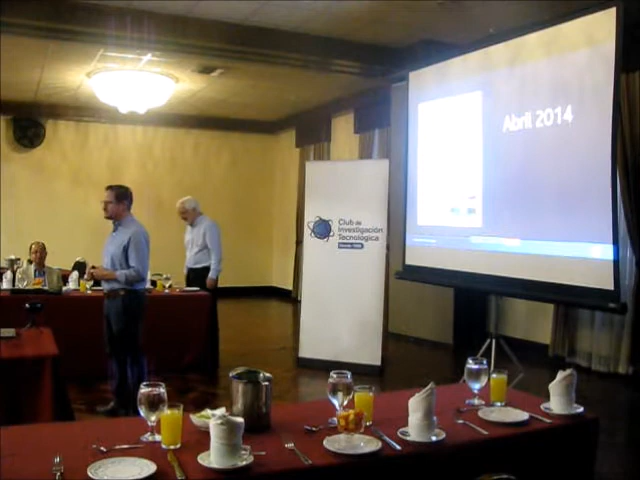 Abril 2014
Club de
Investigación
Tecnológica